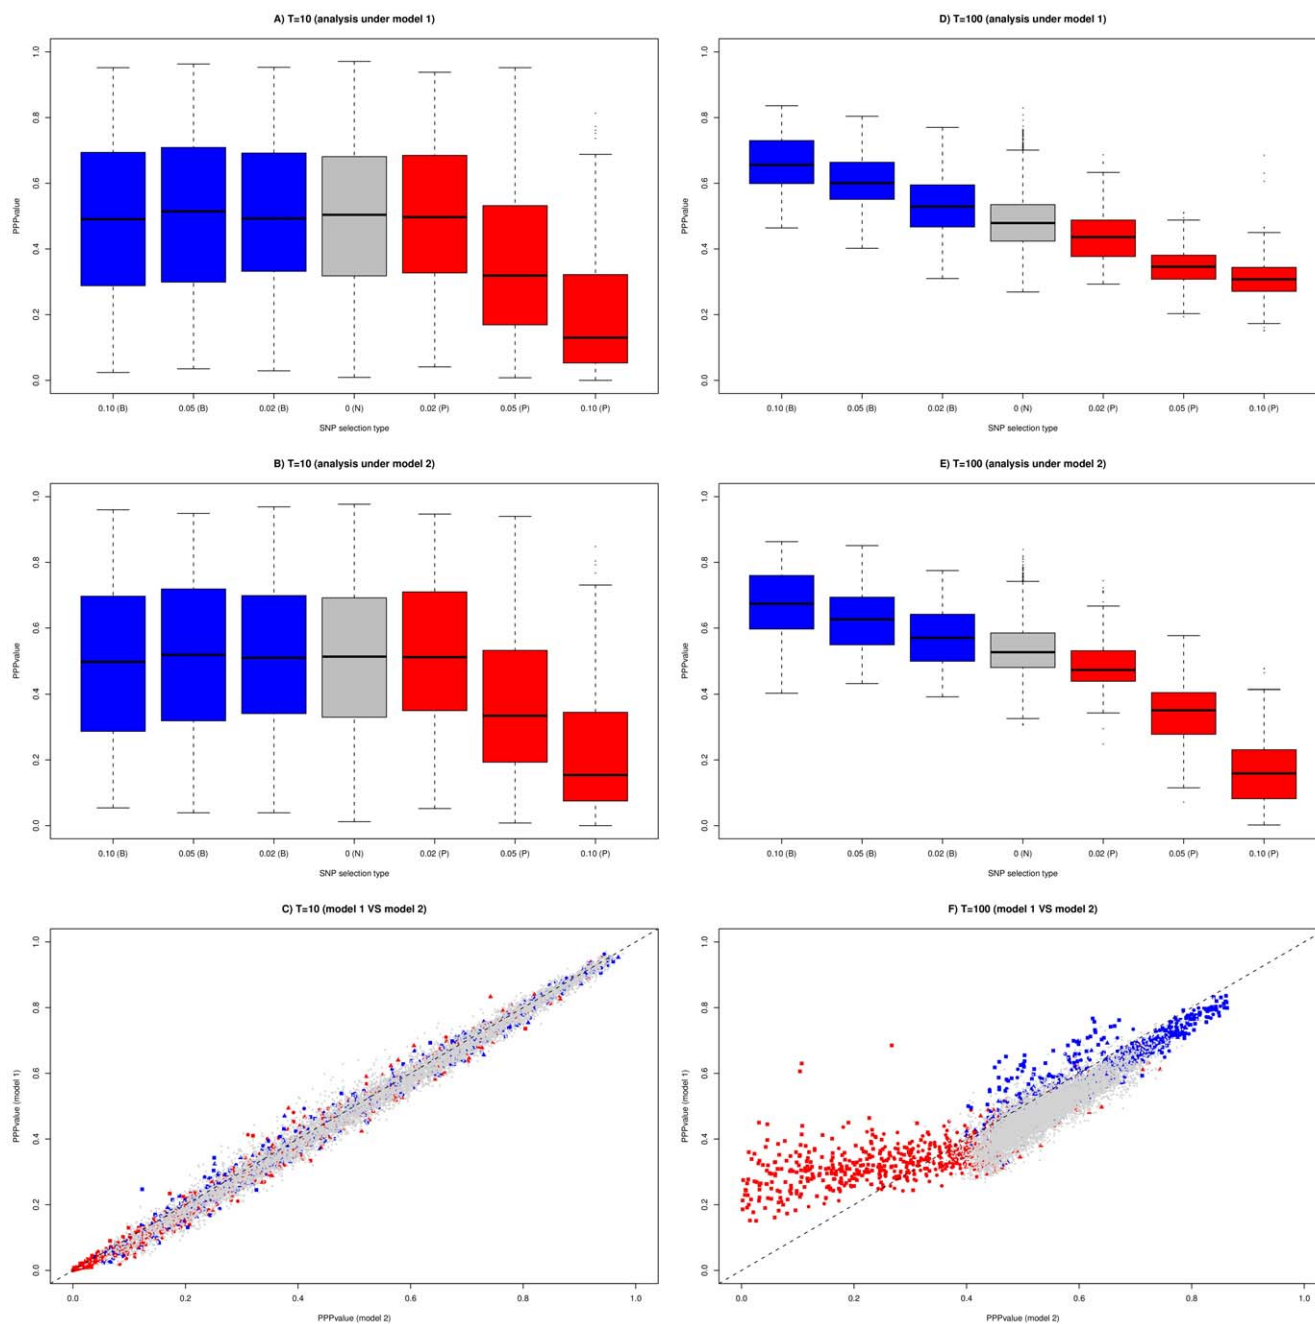 A) T=10 (analysis under model 1)
1.0
0.8
0.6
0.4
0.2
0.0
PPPvalue
0.10 (B) 0.05 (B) 0.02 (B) 0 (N) 0.02 (P) 0.05 (P) 0.10 (P)
SNP selection type
D) T=100 (analysis under model 1)
1.0
0.8
0.6
0.4
0.2
0.0
PPPvalue
0.10 (B) 0.05 (B) 0.02 (B) 0 (N) 0.02 (P) 0.05 (P) 0.10 (P)
SNP selection type
B) T=10 (analysis under model 2)
1.0
0.8
0.6
0.4
0.2
0.0
PPPvalue
0.10 (B) 0.05 (B) 0.02 (B) 0 (N) 0.02 (P) 0.05 (P) 0.10 (P)
SNP selection type
E) T=100 (analysis under model 2)
1.0
0.8
0.6
0.4
0.2
0.0
PPPvalue
0.10 (B) 0.05 (B) 0.02 (B) 0 (N) 0.02 (P) 0.05 (P) 0.10 (P)
SNP selection type
C) T=10 (model 1 VS model 2)
1.0
0.8
0.6
0.4
0.2
0.0
PPPvalue (model 1)
0.0 0.2 0.4 0.6 0.8 1.0
PPPvalue (model 2)
F) T=100 (model 1 VS model 2)
1.0
0.8
0.6
0.4
0.2
0.0
PPPvalue (model 1)
0.0 0.2 0.4 0.6 0.8 1.0
PPPvalue (model 2)